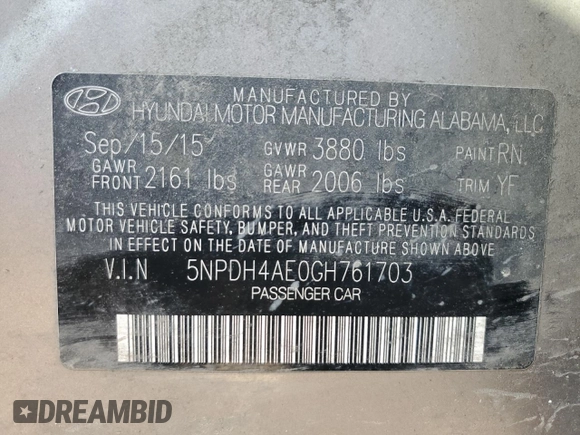 MANUFACTURED BY
HYUNDAI MOTOR MANUFACTURING ALABAMA, LLC
Sep/15/15 GVWR 3880 lbs PAINT RN
GAWR FRONT 2161 lbs GAWR REAR 2006 lbs TRIM YF
THIS VEHICLE CONFORMS TO ALL APPLICABLE U.S.A. FEDERAL
MOTOR VEHICLE SAFETY, BUMPER, AND THEFT PREVENTION STANDARDS
IN EFFECT ON THE DATE OF MANUFACTURE SHOWN ABOVE.
V.I.N 5NPDH4AE0GH761703
PASSENGER CAR
DREAMBID